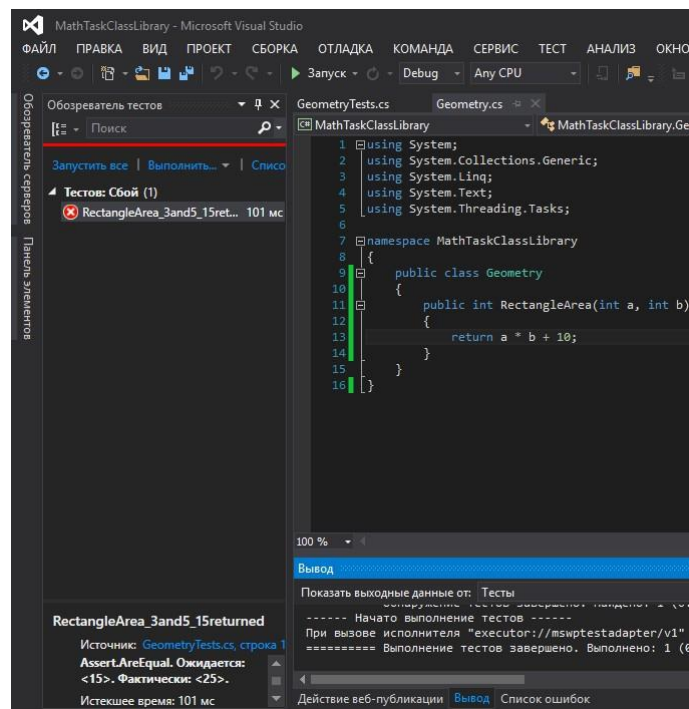 MathTaskClassLibrary - Microsoft Visual Studio
ФАЙЛ ПРАВКА ВИД ПРОЕКТ СБОРКА ОТЛАДКА КОМАНДА СЕРВИС ТЕСТ АНАЛИЗ ОКНО
Запуск Debug Any CPU
Обозреватель серверов
Панель элементов
Обозреватель тестов
Поиск
Запустить все | Выполнить... | Списо
Тестов: Сбой (1)
RectangleArea_3and5_15ret... 101 мс
RectangleArea_3and5_15returned
Источник: GeometryTests.cs, строка 1
Assert.AreEqual. Ожидается:
<15>. Фактически: <25>.
Истекшее время: 101 мс
GeometryTests.cs Geometry.cs
MathTaskClassLibrary MathTaskClassLibrary.Ge
1 using System;
2 using System.Collections.Generic;
3 using System.Linq;
4 using System.Text;
5 using System.Threading.Tasks;
6
7 namespace MathTaskClassLibrary
8 {
9 public class Geometry
10 {
11 public int RectangleArea(int a, int b)
12 {
13 return a * b + 10;
14 }
15 }
16 }
100 %
Вывод
Показать выходные данные от: Тесты
------ Начато выполнение тестов ------
При вызове исполнителя "executor://mswptestadapter/v1"
========== Выполнение тестов завершено. Выполнено: 1 (0
Действие веб-публикации Вывод Список ошибок